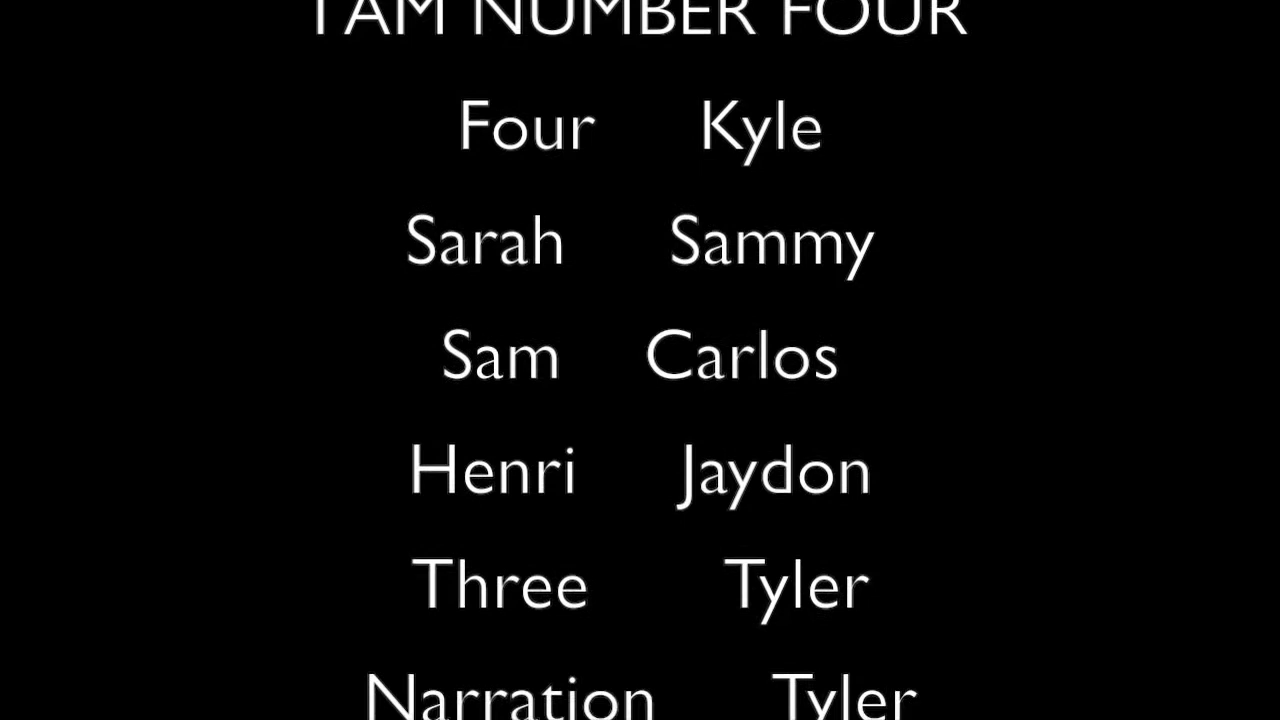 I AM NUMBER FOUR
Four Kyle
Sarah Sammy
Sam Carlos
Henri Jaydon
Three Tyler
Narration Tyler